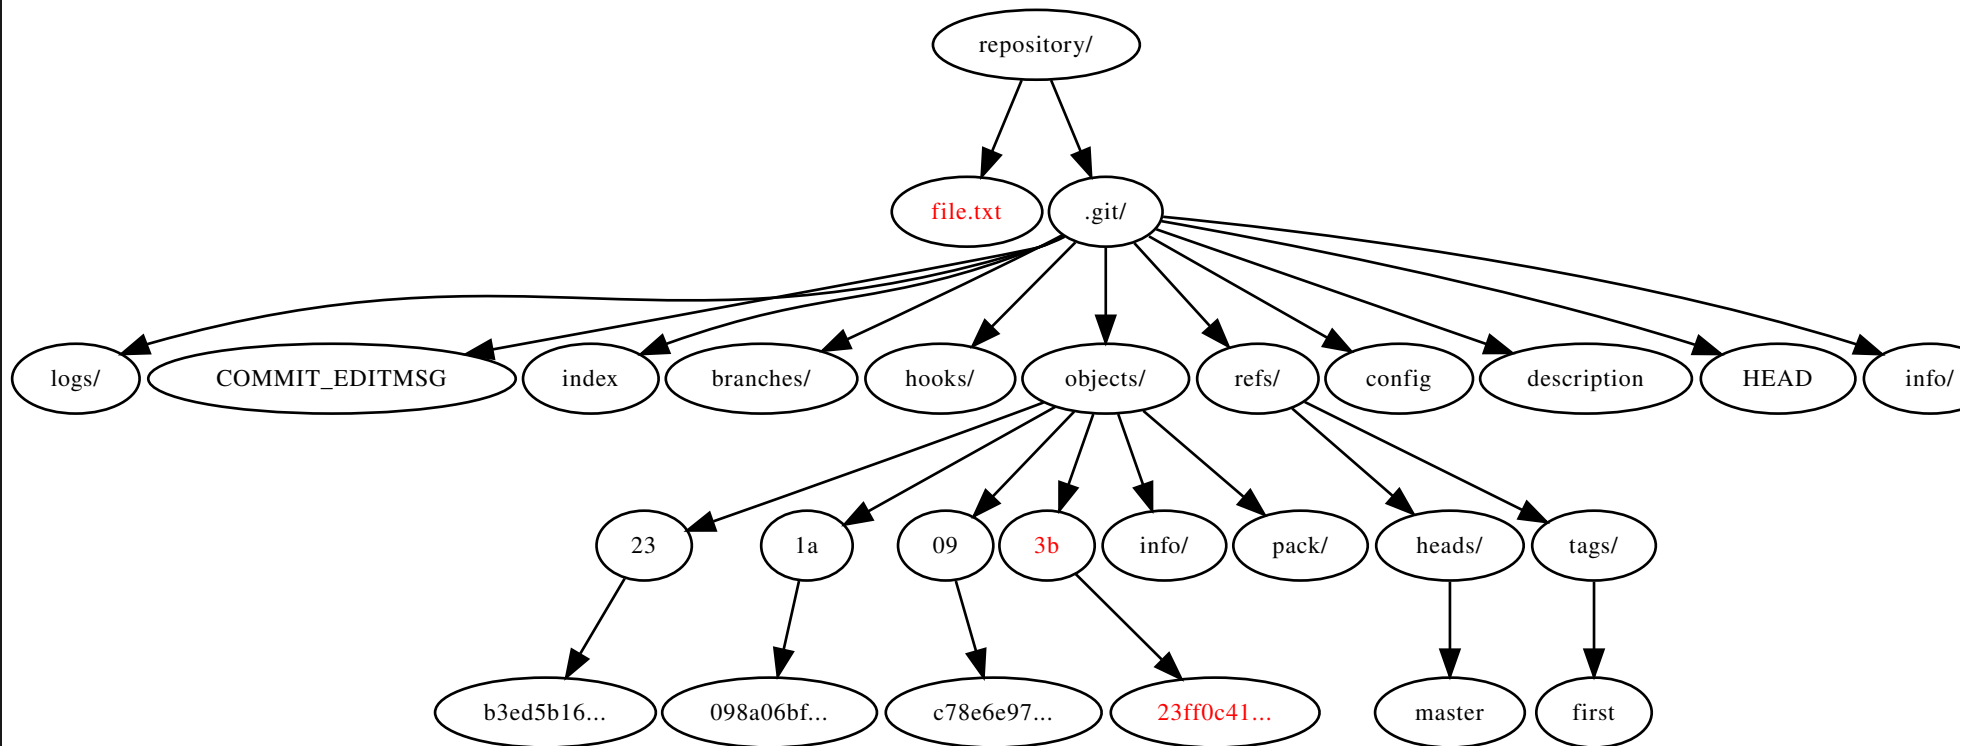 repository/
file.txt
.git/
logs/
COMMIT_EDITMSG
index
branches/
hooks/
objects/
refs/
config
description
HEAD
info/
23
1a
09
3b
info/
pack/
heads/
tags/
b3ed5b16...
098a06bf...
c78e6e97...
23ff0c41...
master
first